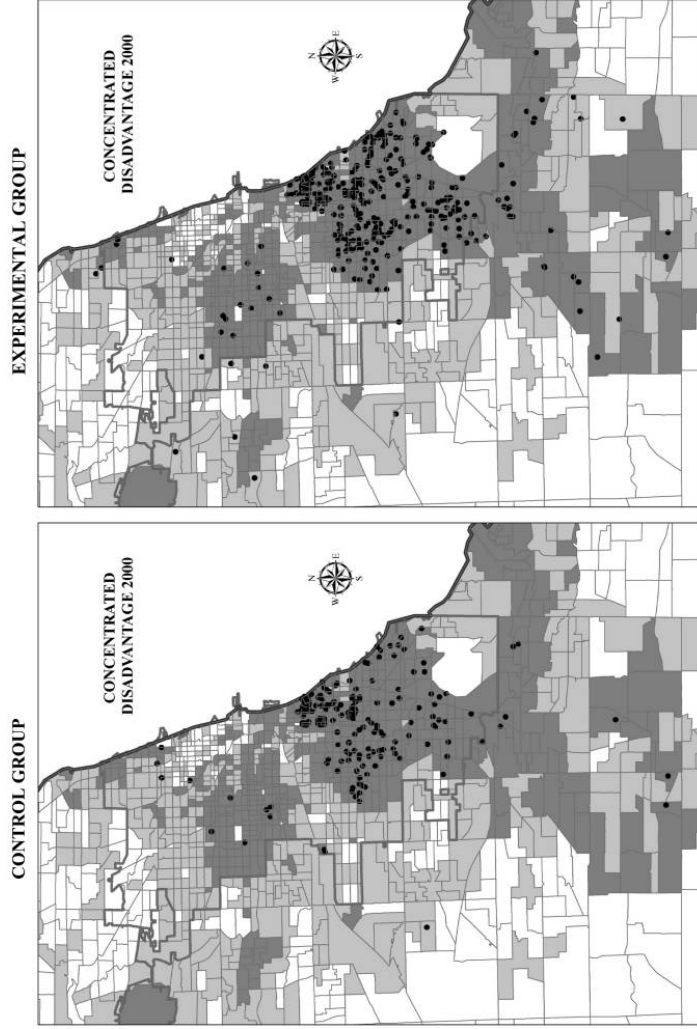 EXPERIMENTAL GROUP
CONCENTRATED
DISADVANTAGE 2000
N
W
E
S
CONTROL GROUP
CONCENTRATED
DISADVANTAGE 2000
N
W
E
S